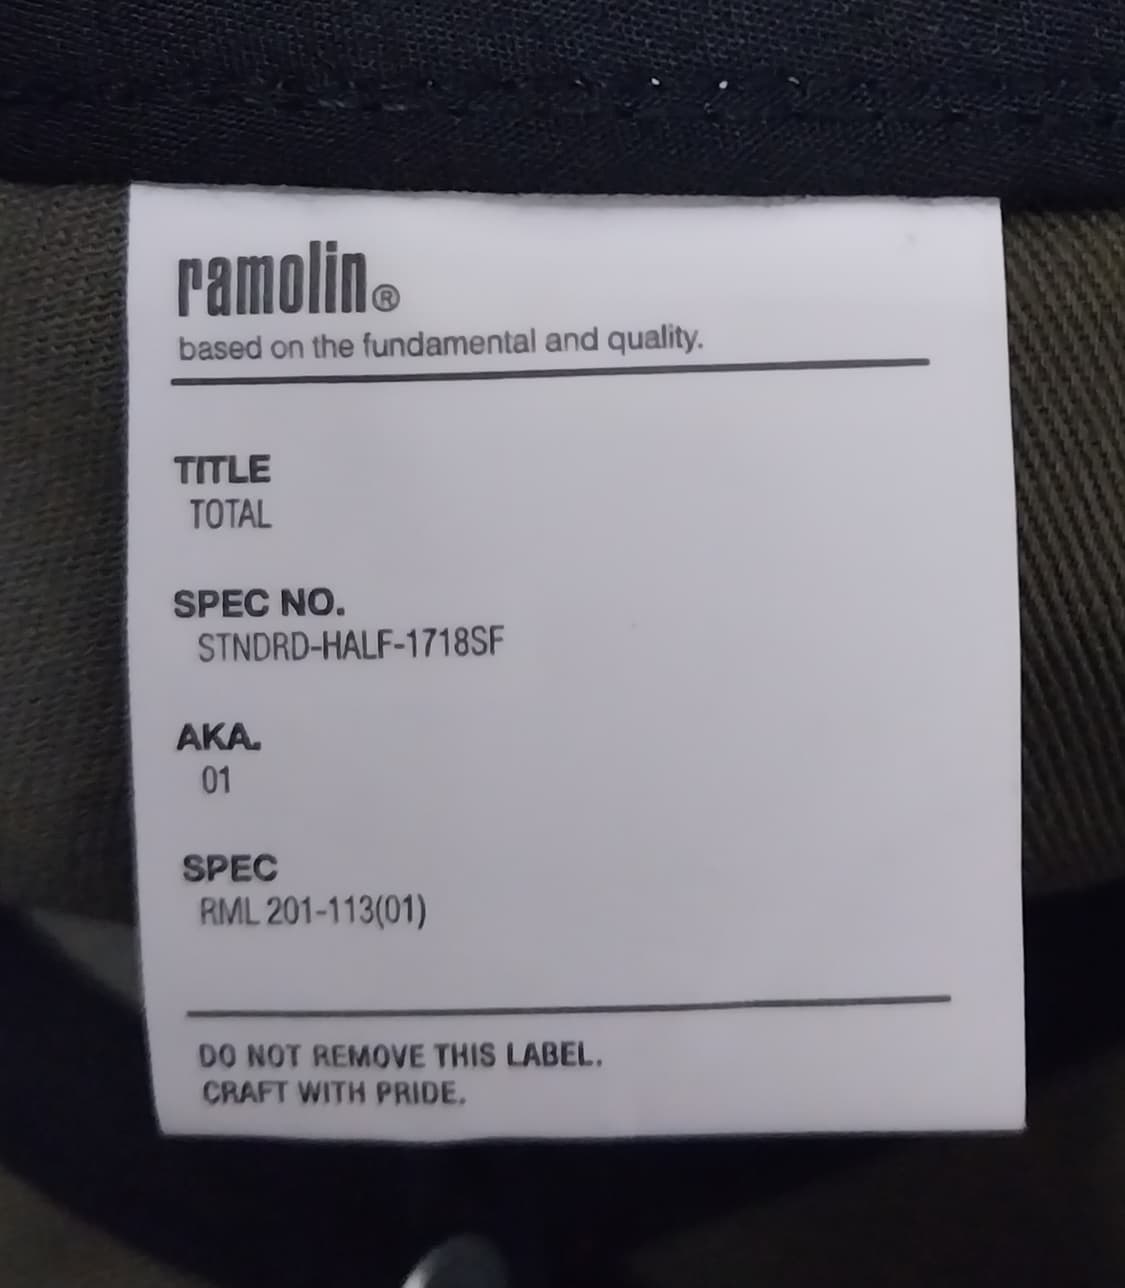 ramolin®
based on the fundamental and quality.
TITLE
TOTAL
SPEC NO.
STNDRD-HALF-1718SF
AKA.
01
SPEC
RML 201-113(01)
DO NOT REMOVE THIS LABEL.
CRAFT WITH PRIDE.